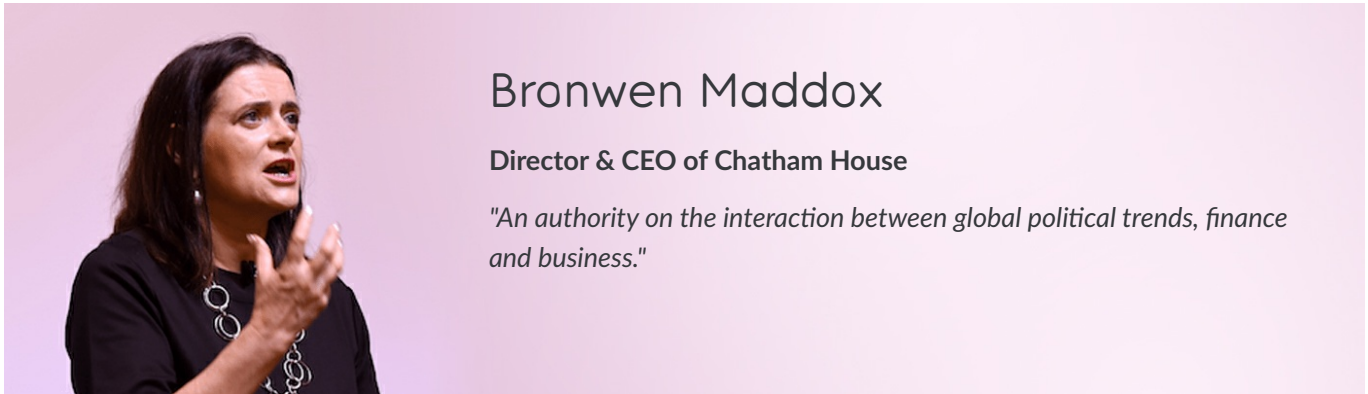 Bronwen Maddox
Director & CEO of Chatham House
"An authority on the interaction between global political trends, finance
and business."